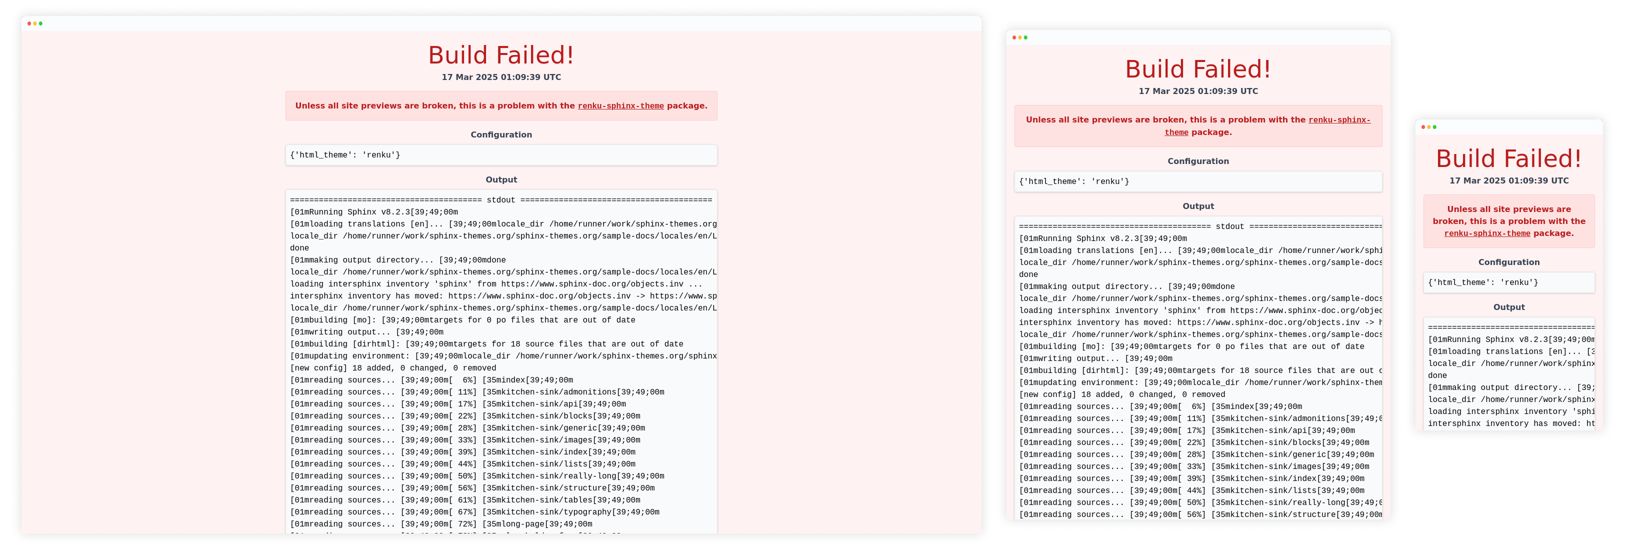 Build Failed!
17 Mar 2025 01:09:39 UTC
Unless all site previews are broken, this is a problem with the renku-sphinx-theme package.
Configuration
{'html_theme': 'renku'}
Output
======================================== stdout ========================================
[01mRunning Sphinx v8.2.3[39;49;00m
[01mloading translations [en]... [39;49;00mlocale_dir /home/runner/work/sphinx-themes.org
locale_dir /home/runner/work/sphinx-themes.org/sphinx-themes.org/sample-docs/locales/en/L
done
[01mmaking output directory... [39;49;00mdone
locale_dir /home/runner/work/sphinx-themes.org/sphinx-themes.org/sample-docs/locales/en/L
loading intersphinx inventory 'sphinx' from https://www.sphinx-doc.org/objects.inv ...
intersphinx inventory has moved: https://www.sphinx-doc.org/objects.inv -> https://www.sp
locale_dir /home/runner/work/sphinx-themes.org/sphinx-themes.org/sample-docs/locales/en/L
[01mbuilding [mo]: [39;49;00mtargets for 0 po files that are out of date
[01mwriting output... [39;49;00m
[01mbuilding [dirhtml]: [39;49;00mtargets for 18 source files that are out of date
[01mupdating environment: [39;49;00mlocale_dir /home/runner/work/sphinx-themes.org/sphinx
[new config] 18 added, 0 changed, 0 removed
[01mreading sources... [39;49;00m[  6%] [35mindex[39;49;00m
[01mreading sources... [39;49;00m[ 11%] [35mkitchen-sink/admonitions[39;49;00m
[01mreading sources... [39;49;00m[ 17%] [35mkitchen-sink/api[39;49;00m
[01mreading sources... [39;49;00m[ 22%] [35mkitchen-sink/blocks[39;49;00m
[01mreading sources... [39;49;00m[ 28%] [35mkitchen-sink/generic[39;49;00m
[01mreading sources... [39;49;00m[ 33%] [35mkitchen-sink/images[39;49;00m
[01mreading sources... [39;49;00m[ 39%] [35mkitchen-sink/index[39;49;00m
[01mreading sources... [39;49;00m[ 44%] [35mkitchen-sink/lists[39;49;00m
[01mreading sources... [39;49;00m[ 50%] [35mkitchen-sink/really-long[39;49;00m
[01mreading sources... [39;49;00m[ 56%] [35mkitchen-sink/structure[39;49;00m
[01mreading sources... [39;49;00m[ 61%] [35mkitchen-sink/tables[39;49;00m
[01mreading sources... [39;49;00m[ 67%] [35mkitchen-sink/typography[39;49;00m
[01mreading sources... [39;49;00m[ 72%] [35mlong-page[39;49;00m
Build Failed!
17 Mar 2025 01:09:39 UTC
Unless all site previews are broken, this is a problem with the renku-sphinx-
theme package.
Configuration
{'html_theme': 'renku'}
Output
======================================== stdout ===================================
[01mRunning Sphinx v8.2.3[39;49;00m
[01mloading translations [en]... [39;49;00mlocale_dir /home/runner/work/sphi
locale_dir /home/runner/work/sphinx-themes.org/sphinx-themes.org/sample-docs
done
[01mmaking output directory... [39;49;00mdone
locale_dir /home/runner/work/sphinx-themes.org/sphinx-themes.org/sample-docs
loading intersphinx inventory 'sphinx' from https://www.sphinx-doc.org/objec
intersphinx inventory has moved: https://www.sphinx-doc.org/objects.inv -> h
locale_dir /home/runner/work/sphinx-themes.org/sphinx-themes.org/sample-docs
[01mbuilding [mo]: [39;49;00mtargets for 0 po files that are out of date
[01mwriting output... [39;49;00m
[01mbuilding [dirhtml]: [39;49;00mtargets for 18 source files that are out o
[01mupdating environment: [39;49;00mlocale_dir /home/runner/work/sphinx-them
[new config] 18 added, 0 changed, 0 removed
[01mreading sources... [39;49;00m[  6%] [35mindex[39;49;00m
[01mreading sources... [39;49;00m[ 11%] [35mkitchen-sink/admonitions[39;49;0
[01mreading sources... [39;49;00m[ 17%] [35mkitchen-sink/api[39;49;00m
[01mreading sources... [39;49;00m[ 22%] [35mkitchen-sink/blocks[39;49;00m
[01mreading sources... [39;49;00m[ 28%] [35mkitchen-sink/generic[39;49;00m
[01mreading sources... [39;49;00m[ 33%] [35mkitchen-sink/images[39;49;00m
[01mreading sources... [39;49;00m[ 39%] [35mkitchen-sink/index[39;49;00m
[01mreading sources... [39;49;00m[ 44%] [35mkitchen-sink/lists[39;49;00m
[01mreading sources... [39;49;00m[ 50%] [35mkitchen-sink/really-long[39;49;0
[01mreading sources... [39;49;00m[ 56%] [35mkitchen-sink/structure[39;49;00m
Build Failed!
17 Mar 2025 01:09:39 UTC
Unless all site previews are
broken, this is a problem with the
renku-sphinx-theme package.
Configuration
{'html_theme': 'renku'}
Output
===================================
[01mRunning Sphinx v8.2.3[39;49;00m
[01mloading translations [en]... [3
locale_dir /home/runner/work/sphinx
done
[01mmaking output directory... [39;
locale_dir /home/runner/work/sphinx
loading intersphinx inventory 'sphi
intersphinx inventory has moved: ht